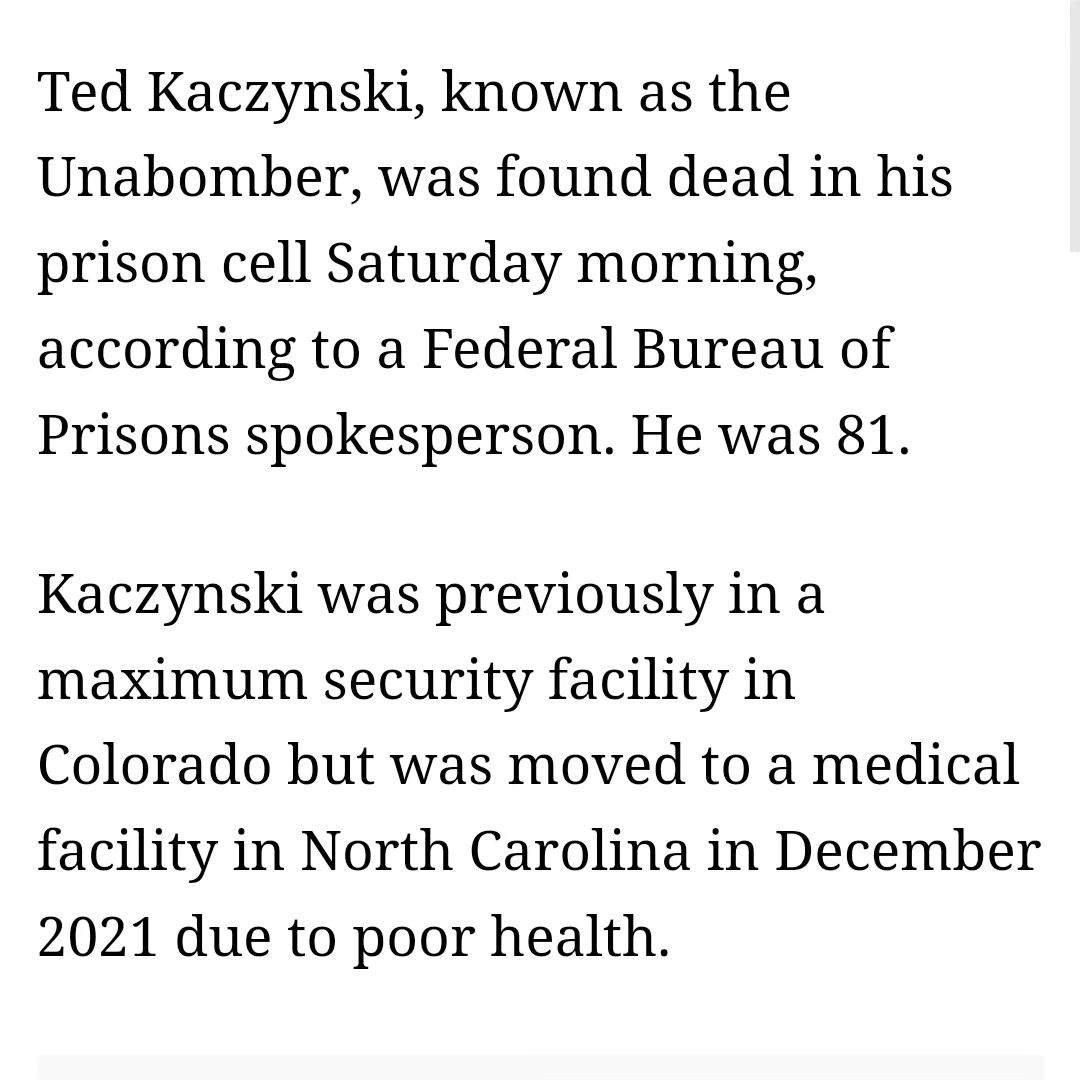 Ted Kaczynski, known as the
Unabomber, was found dead in his
prison cell Saturday morning,
according to a Federal Bureau of
Prisons spokesperson. He was 81.
Kaczynski was previously in a
maximum security facility in
Colorado but was moved to a medical
facility in North Carolina in December
2021 due to poor health.